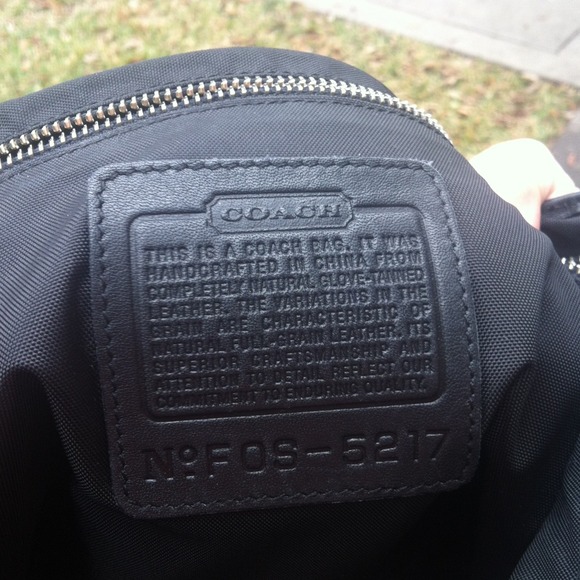 COACH
THIS IS A COACH BAG. IT WAS
HANDCRAFTED IN CHINA FROM
COMPLETELY NATURAL GLOVE-TANNED
LEATHER. THE VARIATIONS IN THE
GRAIN ARE CHARACTERISTIC OF
NATURAL FULL-GRAIN LEATHER. ITS
SUPERIOR CRAFTSMANSHIP AND
ATTENTION TO DETAIL REFLECT OUR
COMMITMENT TO ENDURING QUALITY.
Nº F0S-5217